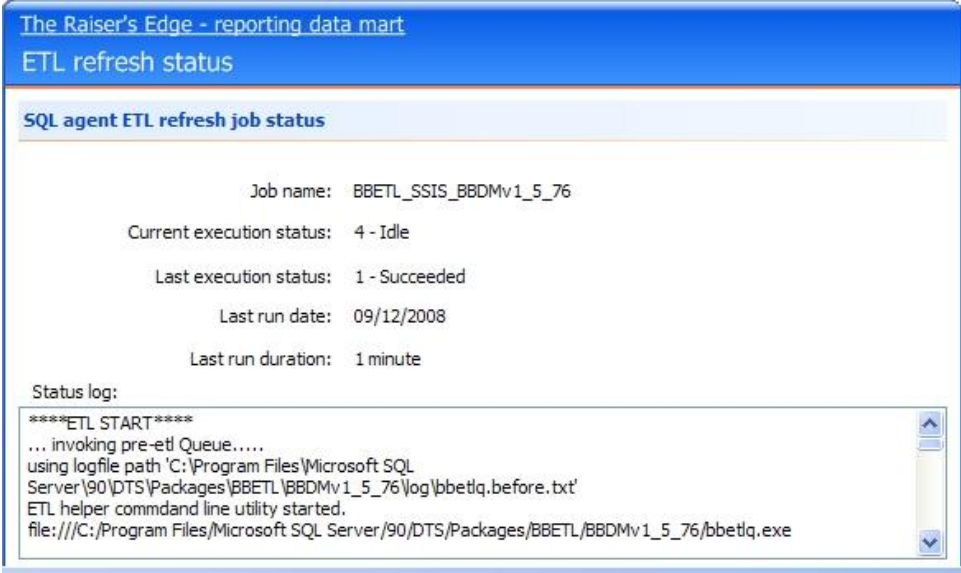 The Raiser's Edge - reporting data mart
ETL refresh status
SQL agent ETL refresh job status
Job name: BBETL_SSIS_BBDMv1_5_76
Current execution status: 4 - Idle
Last execution status: 1 - Succeeded
Last run date: 09/12/2008
Last run duration: 1 minute
Status log:
****ETL START****
... invoking pre-etl Queue.....
using logfile path 'C:\Program Files\Microsoft SQL
Server\90\DTS\Packages\BBETL\BBDMv1_5_76\log\bbetlq.before.txt'
ETL helper commdand line utility started.
file:///C:/Program Files/Microsoft SQL Server/90/DTS/Packages/BBETL/BBDMv1_5_76/bbetlq.exe